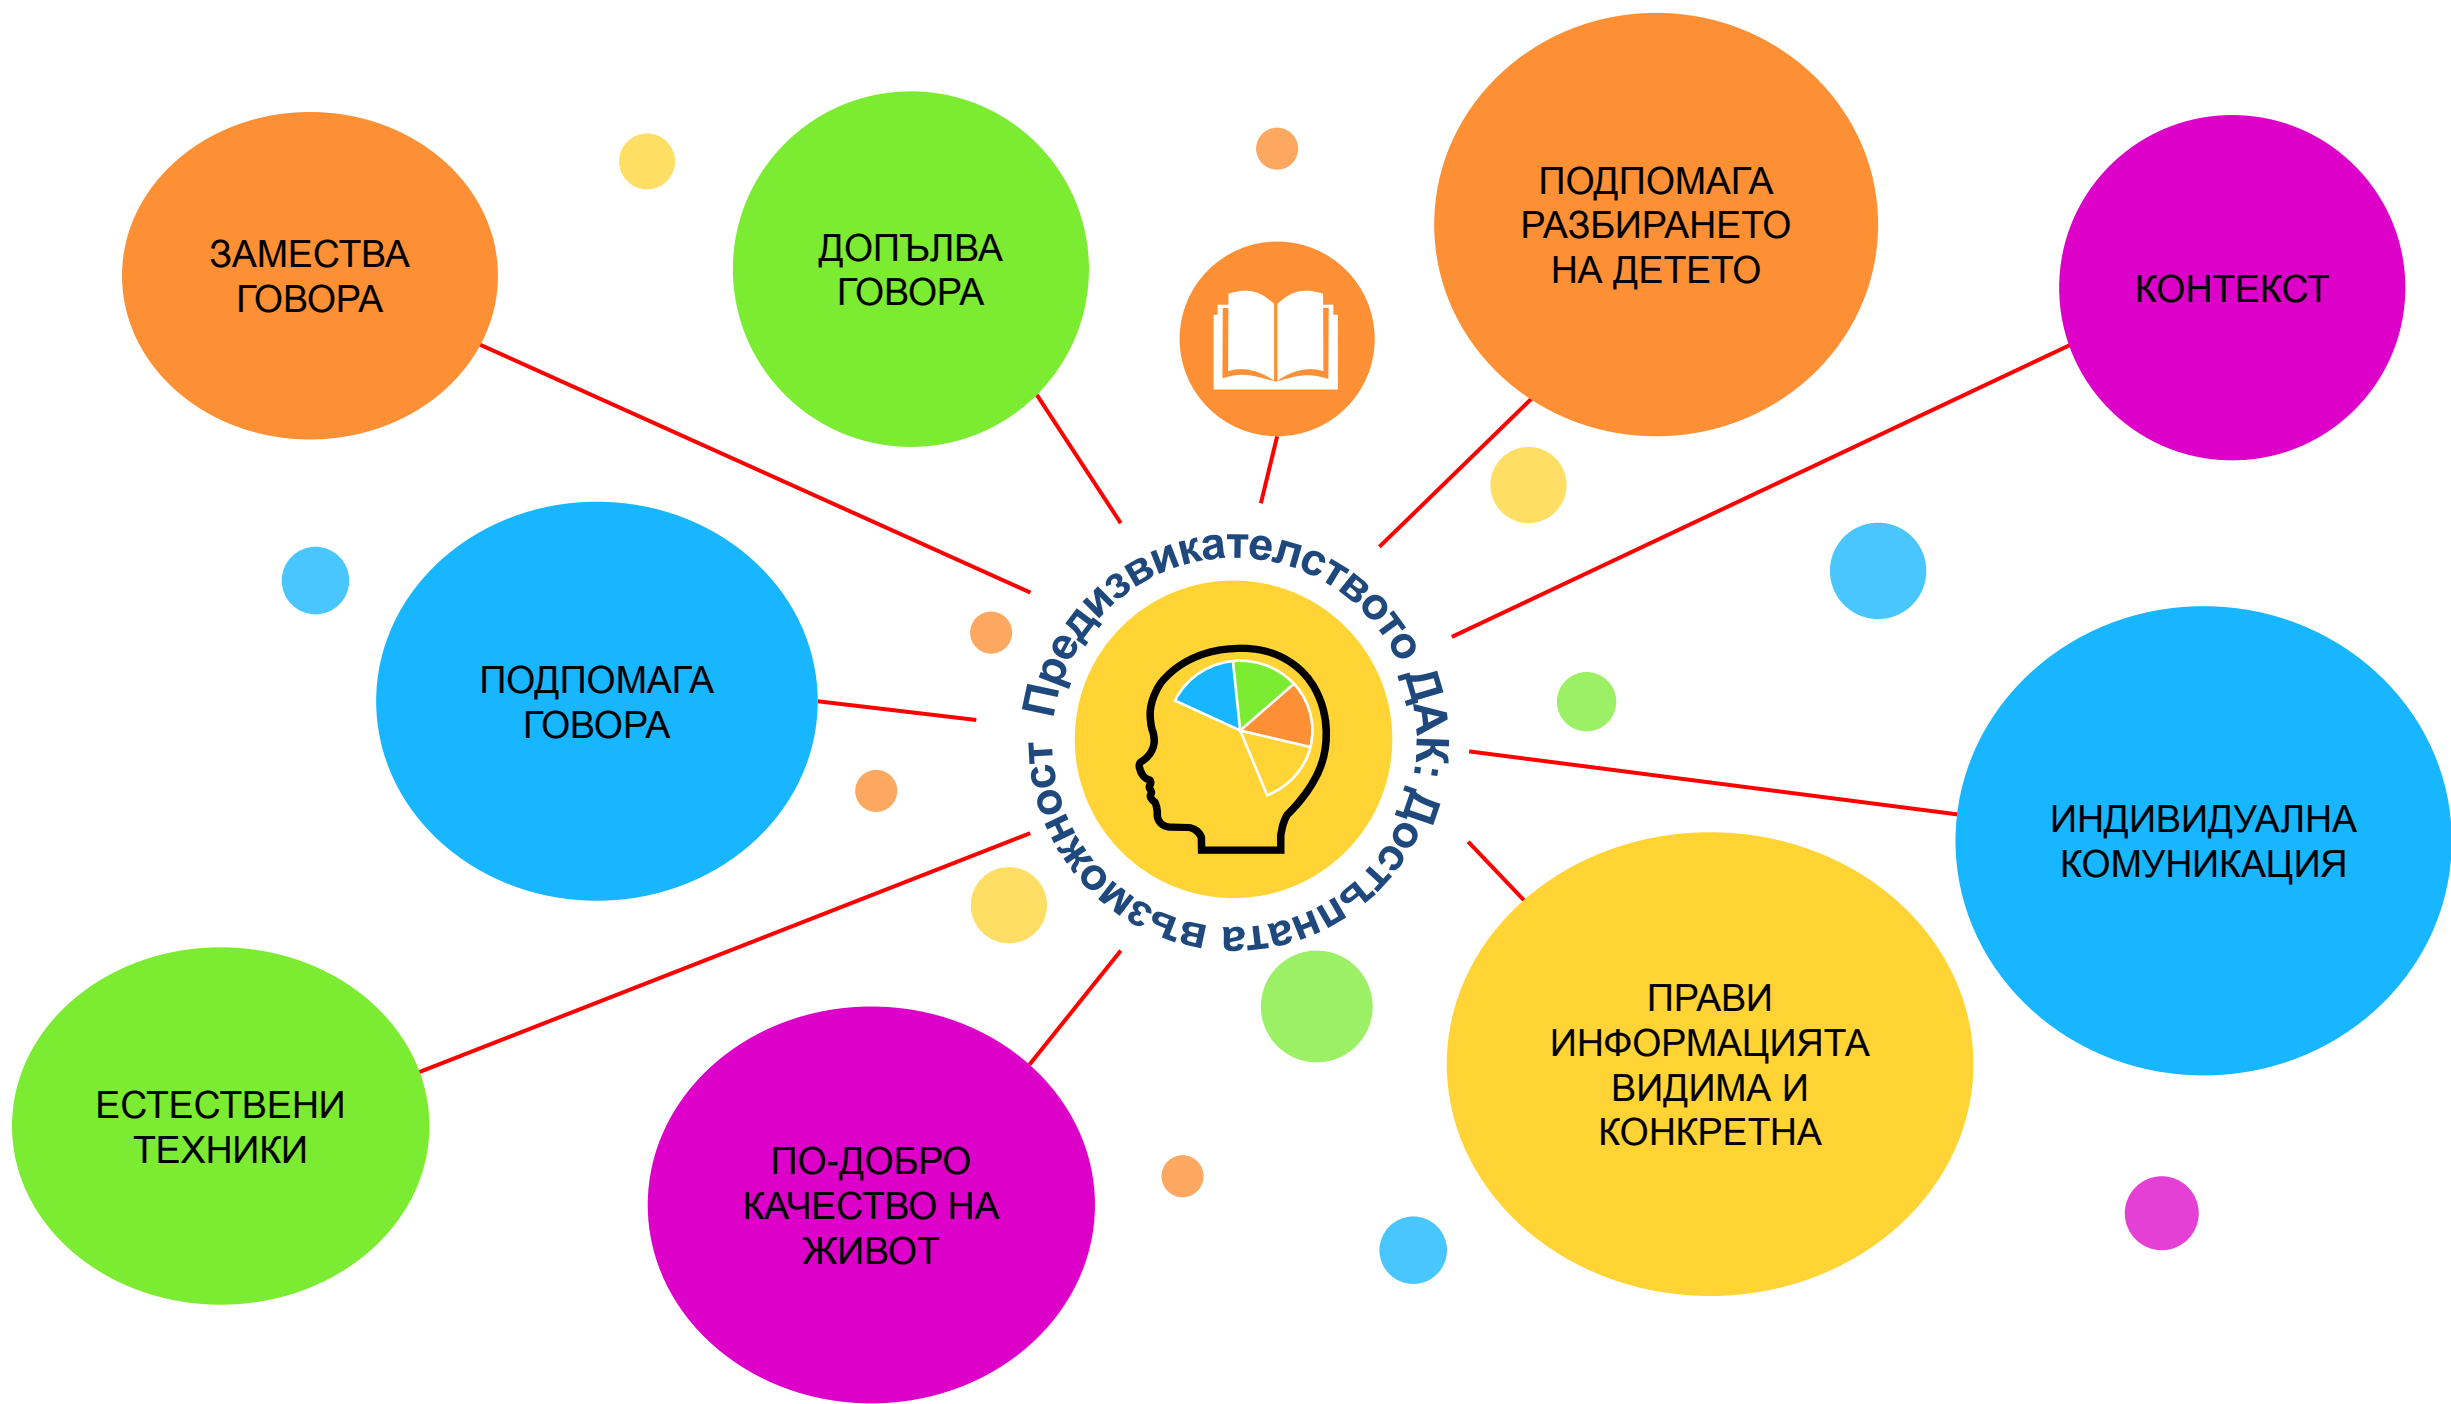 ЗАМЕСТВА
ГОВОРА
ДОПЪЛВА
ГОВОРА
ПОДПОМАГА
РАЗБИРАНЕТО
НА ДЕТЕТО
КОНТЕКСТ
ПОДПОМАГА
ГОВОРА
Предизвикателството ДАК: Достъпната възможност
ИНДИВИДУАЛНА
КОМУНИКАЦИЯ
ПРАВИ
ИНФОРМАЦИЯТА
ВИДИМА И
КОНКРЕТНА
ЕСТЕСТВЕНИ
ТЕХНИКИ
ПО-ДОБРО
КАЧЕСТВО НА
ЖИВОТ